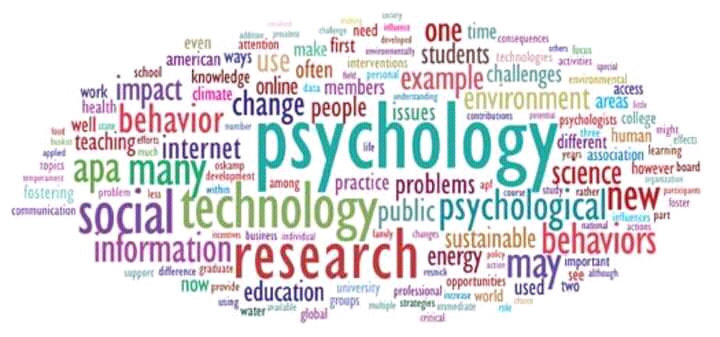 society
making influence
challenge need one time consequences
addition prevalent developed
even attention make first students others focus
american ways use often interventions environmentally technologies activities special
school knowledge field personal example challenges environmental
work impact climate online data members understanding environment areas access
health change people issues contributions potential little
well state behavior number psychology psychologists college might
food teaching efforts internet life different three human effects
applied much years association learning
topics apa many oskamp among practice problems apf science however board
temperament development course study rather organization
fostering problem less within new participants
communication social technology public psychological influencers foster
national part
incentives business individual family changes actions
information research sustainable behaviors
support difference graduate energy policy may important
action see although
now provide education resnick opportunities used two
university professional increase world
using groups multiple strategies immediate
water available global role
critical